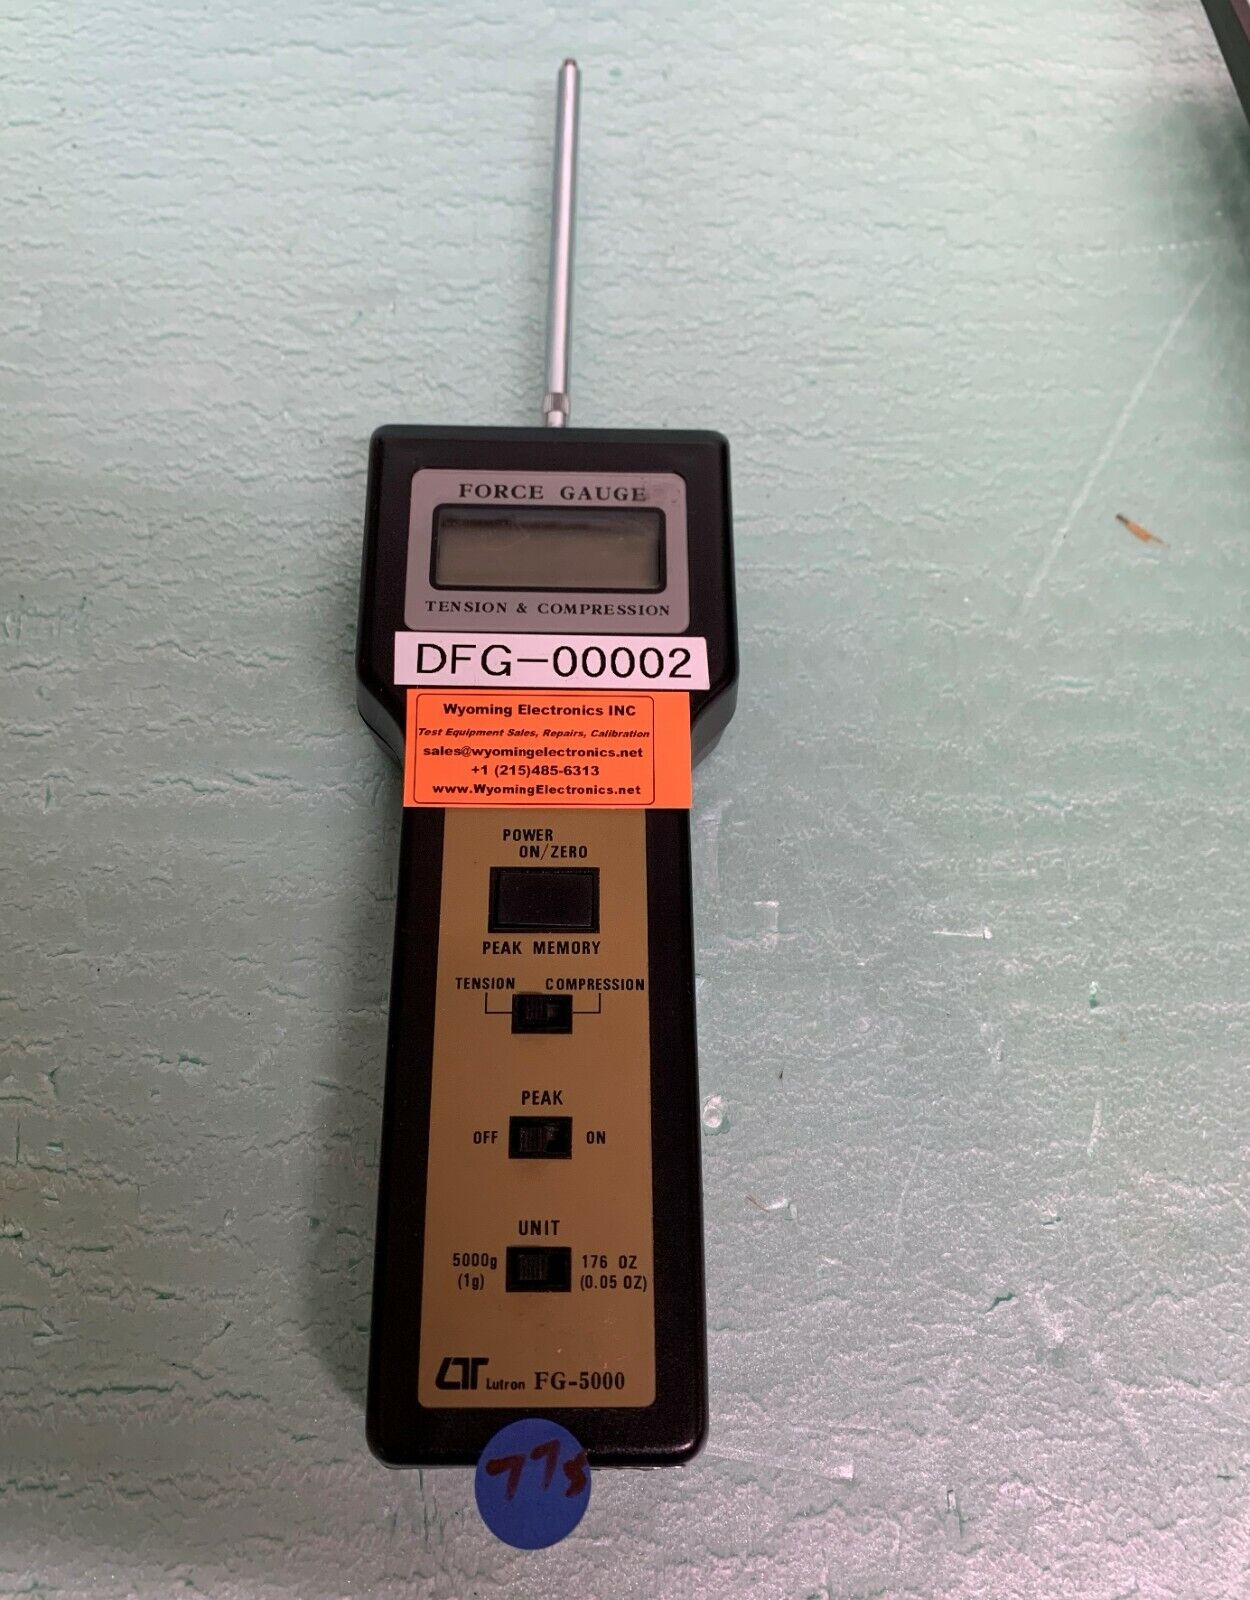 FORCE GAUGE
TENSION & COMPRESSION
DFG-00002
Wyoming Electronics INC
Test Equipment Sales, Repairs, Calibration
sales@wyomingelectronics.net
+1 (215)485-6313
www.WyomingElectronics.net
POWER
ON/ZERO
PEAK MEMORY
TENSION COMPRESSION
PEAK
OFF ON
UNIT
5000g 176 OZ
(1g) (0.05 OZ)
Lutron FG-5000